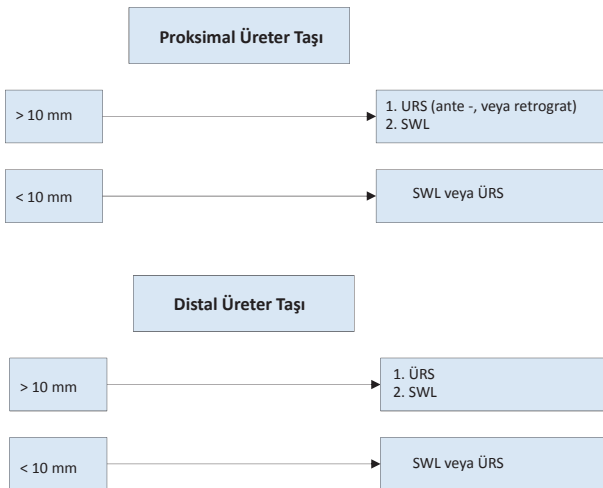 Proksimal Üreter Taşı
> 10 mm
1. URS (ante -, veya retrograt)
2. SWL
< 10 mm
SWL veya ÜRS
Distal Üreter Taşı
> 10 mm
1. ÜRS
2. SWL
< 10 mm
SWL veya ÜRS